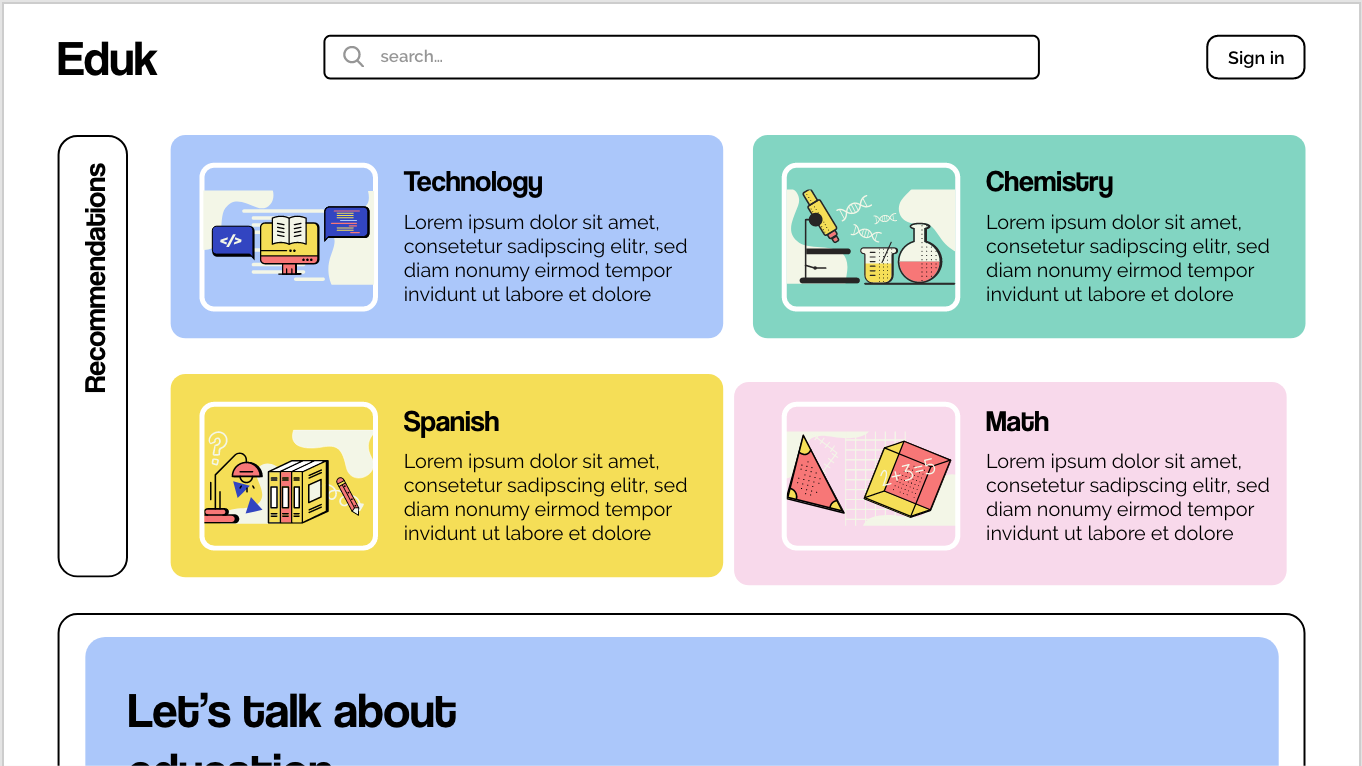 Eduk
search...
Sign in
Recommendations
Technology
Lorem ipsum dolor sit amet,
consetetur sadipscing elitr, sed
diam nonumy eirmod tempor
invidunt ut labore et dolore
</>
Chemistry
Lorem ipsum dolor sit amet,
consetetur sadipscing elitr, sed
diam nonumy eirmod tempor
invidunt ut labore et dolore
Spanish
Lorem ipsum dolor sit amet,
consetetur sadipscing elitr, sed
diam nonumy eirmod tempor
invidunt ut labore et dolore
?
Math
Lorem ipsum dolor sit amet,
consetetur sadipscing elitr, sed
diam nonumy eirmod tempor
invidunt ut labore et dolore
2+3=5
Let's talk about
education